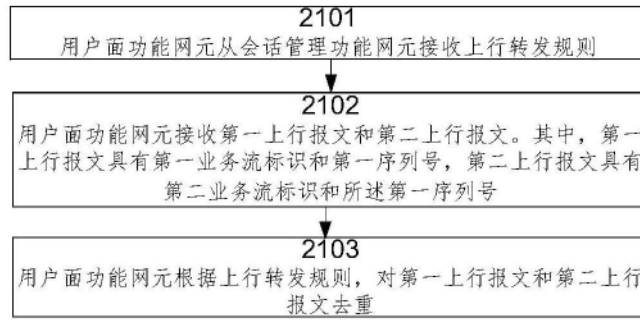 2101
用户面功能网元从会话管理功能网元接收上行转发规则
2102
用户面功能网元接收第一上行报文和第二上行报文。其中，第一
上行报文具有第一业务流标识和第一序列号，第二上行报文具有
第二业务流标识和所述第一序列号
2103
用户面功能网元根据上行转发规则，对第一上行报文和第二上行
报文去重